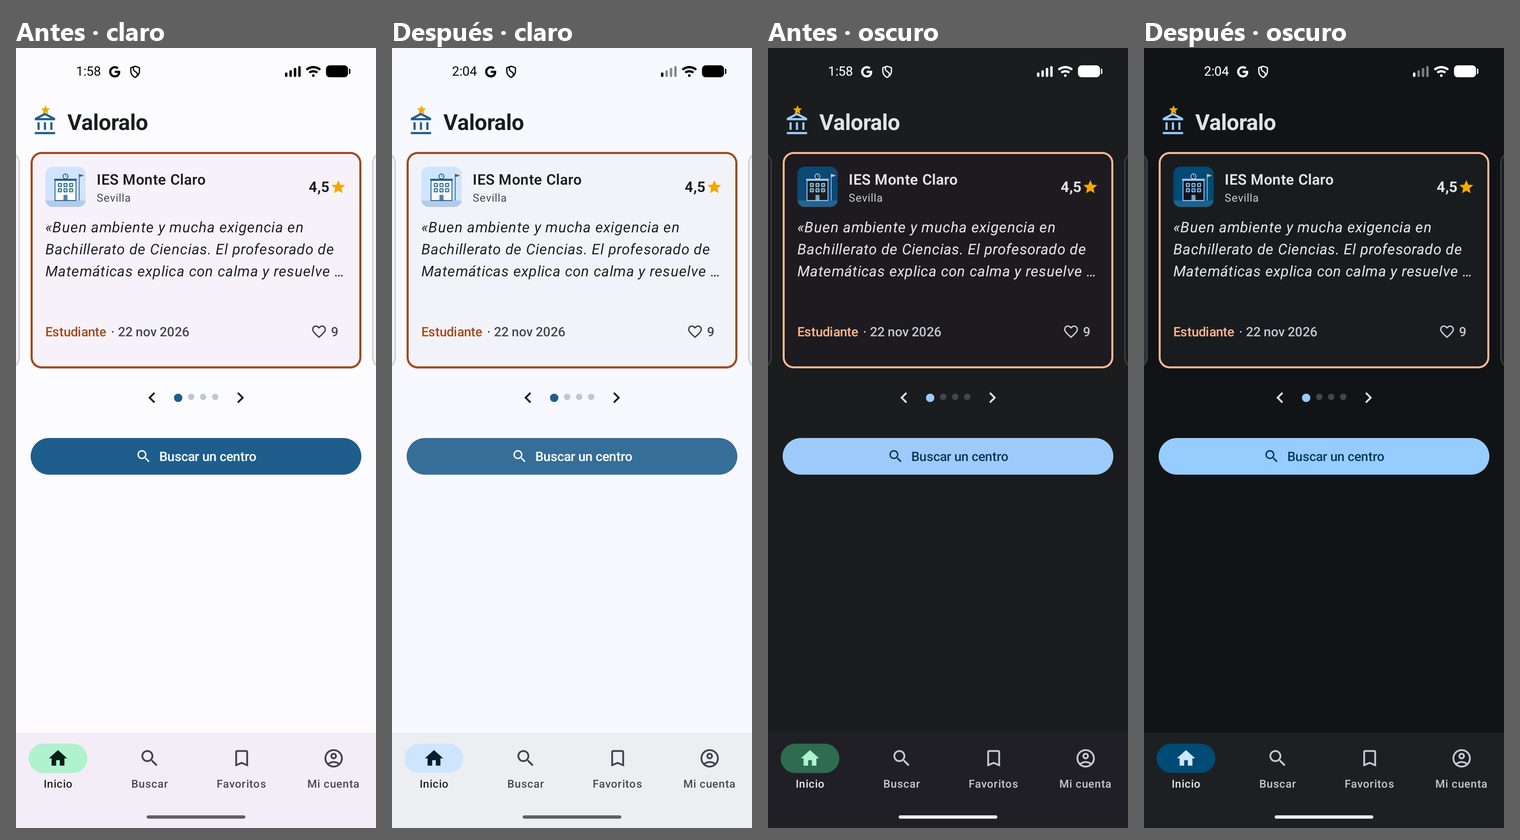 Antes · claro
1:58
Valoralo
IES Monte Claro
Sevilla
4,5
«Buen ambiente y mucha exigencia en
Bachillerato de Ciencias. El profesorado de
Matemáticas explica con calma y resuelve ...
Estudiante · 22 nov 2026
9
Buscar un centro
Inicio
Buscar
Favoritos
Mi cuenta
Después · claro
2:04
Valoralo
IES Monte Claro
Sevilla
4,5
«Buen ambiente y mucha exigencia en
Bachillerato de Ciencias. El profesorado de
Matemáticas explica con calma y resuelve ...
Estudiante · 22 nov 2026
9
Buscar un centro
Inicio
Buscar
Favoritos
Mi cuenta
Antes · oscuro
1:58
Valoralo
IES Monte Claro
Sevilla
4,5
«Buen ambiente y mucha exigencia en
Bachillerato de Ciencias. El profesorado de
Matemáticas explica con calma y resuelve ...
Estudiante · 22 nov 2026
9
Buscar un centro
Inicio
Buscar
Favoritos
Mi cuenta
Después · oscuro
2:04
Valoralo
IES Monte Claro
Sevilla
4,5
«Buen ambiente y mucha exigencia en
Bachillerato de Ciencias. El profesorado de
Matemáticas explica con calma y resuelve ...
Estudiante · 22 nov 2026
9
Buscar un centro
Inicio
Buscar
Favoritos
Mi cuenta